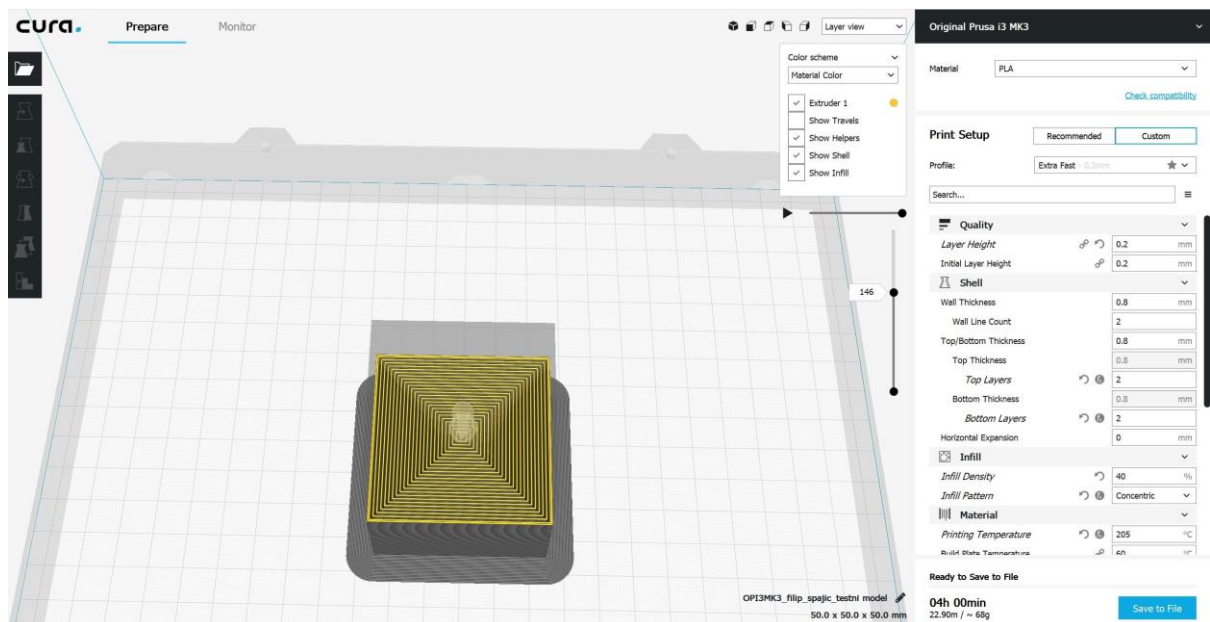 cura.
Prepare
Monitor
Layer view
Color scheme
Material Color
Extruder 1
Show Travels
Show Helpers
Show Shell
Show Infill
146
OPI3MK3_filip_spajic_testni model
50.0 x 50.0 x 50.0 mm
Original Prusa i3 MK3
Material PLA
Check compatibility
Print Setup Recommended Custom
Profile: Extra Fast - 0.3mm
Search...
Quality
Layer Height 0.2 mm
Initial Layer Height 0.2 mm
Shell
Wall Thickness 0.8 mm
Wall Line Count 2
Top/Bottom Thickness 0.8 mm
Top Thickness 0.8 mm
Top Layers 2
Bottom Thickness 0.8 mm
Bottom Layers 2
Horizontal Expansion 0 mm
Infill
Infill Density 40 %
Infill Pattern Concentric
Material
Printing Temperature 205 °C
Build Plate Temperature 60 °C
Ready to Save to File
04h 00min
22.90m / ~ 68g
Save to File